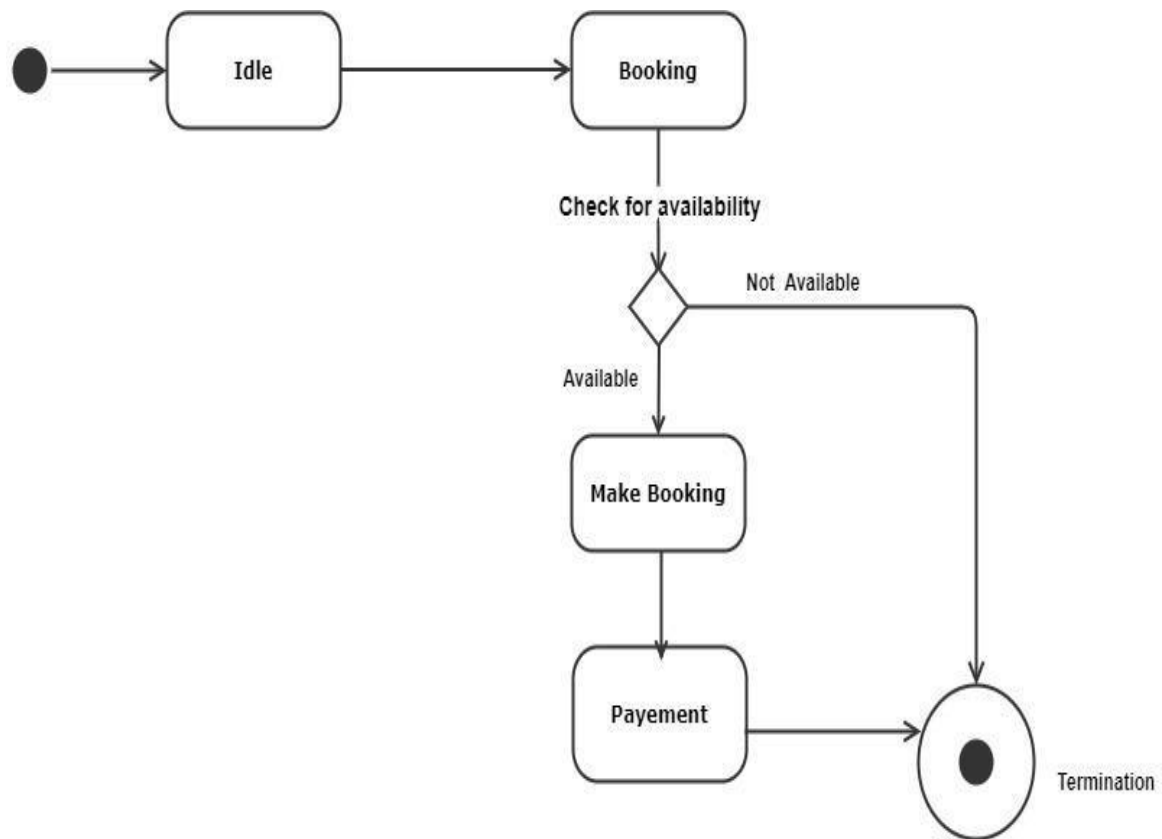 Idle
Booking
Check for availability
Not Available
Available
Make Booking
Payement
Termination